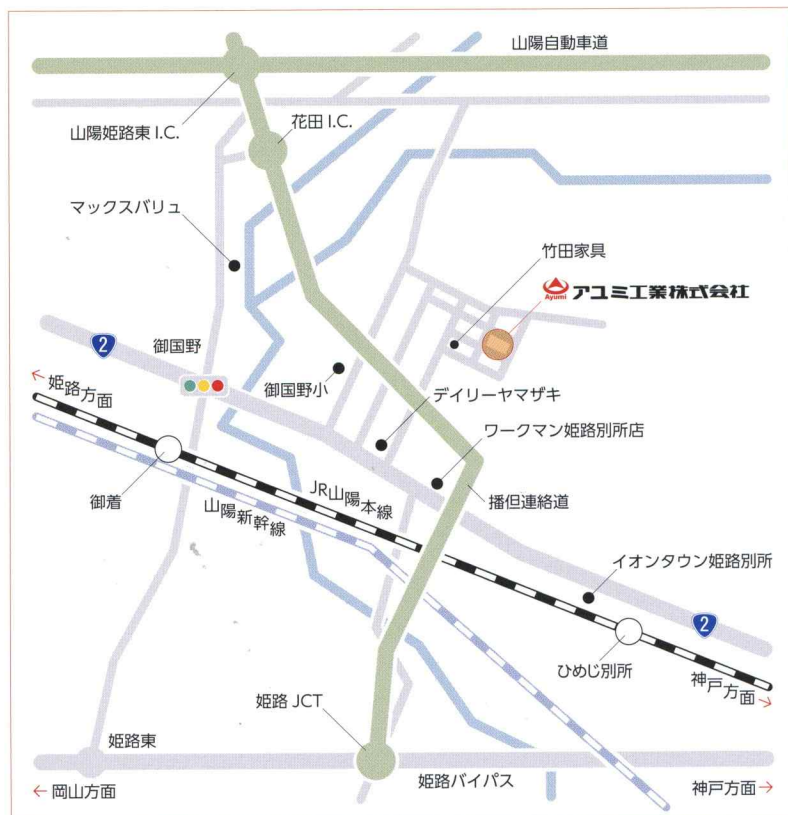 山陽自動車道
山陽姫路東 I.C.
花田 I.C.
マックスバリュ
竹田家具
Ayumi
アユミ工業株式会社
2
御国野
御国野小
デイリーヤマザキ
←姫路方面
ワークマン姫路別所店
御着
JR山陽本線
山陽新幹線
播但連絡道
イオンタウン姫路別所
2
ひめじ別所
神戸方面→
姫路 JCT
姫路東
姫路バイパス
←岡山方面
神戸方面→